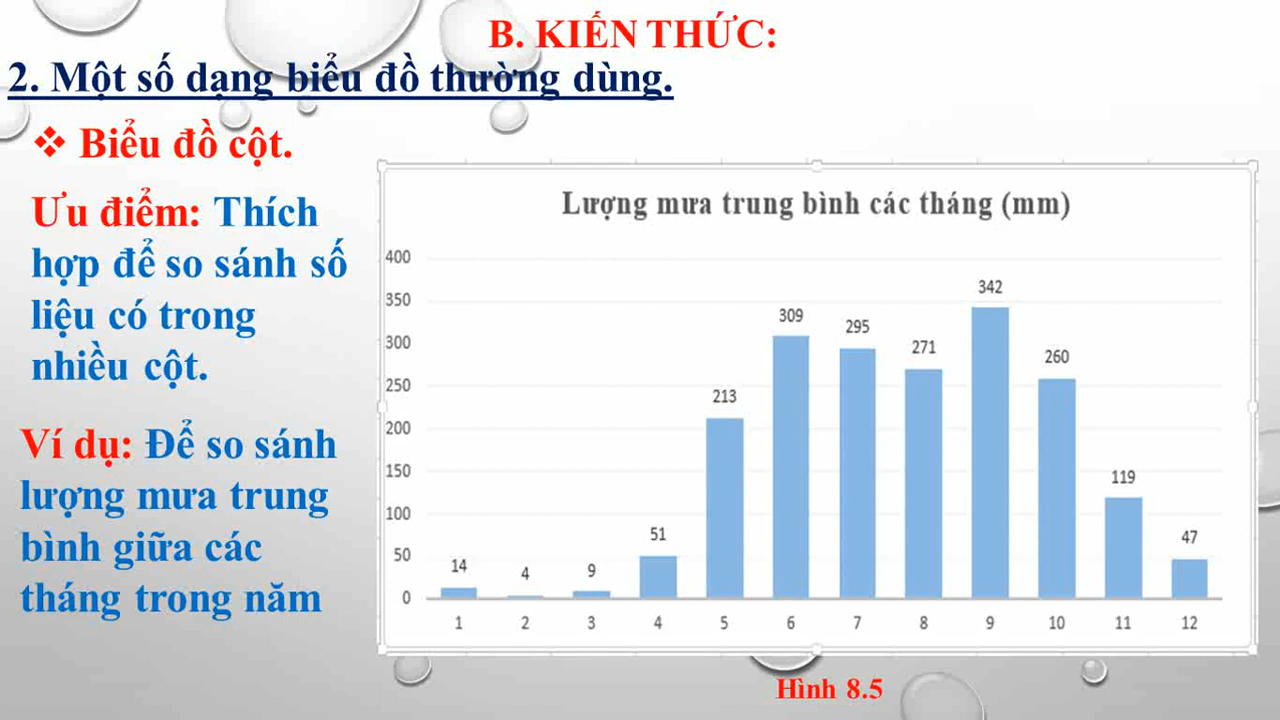 B. KIẾN THỨC:
2. Một số dạng biểu đồ thường dùng.
❖ Biểu đồ cột.
Ưu điểm: Thích
hợp để so sánh số
liệu có trong
nhiều cột.
Ví dụ: Để so sánh
lượng mưa trung
bình giữa các
tháng trong năm
Lượng mưa trung bình các tháng (mm)
400
350
300
250
200
150
100
50
0
14
4
9
51
213
309
295
271
342
260
119
47
1 2 3 4 5 6 7 8 9 10 11 12
Hình 8.5